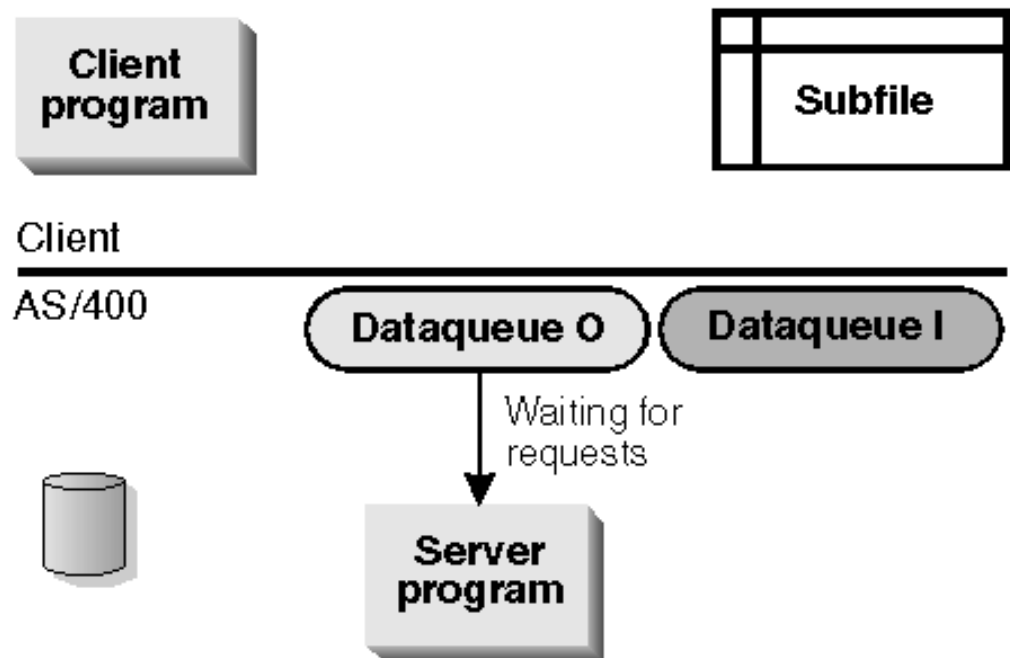 Client
program
Subfile
Client
AS/400
Dataqueue O
Dataqueue I
Waiting for
requests
Server
program